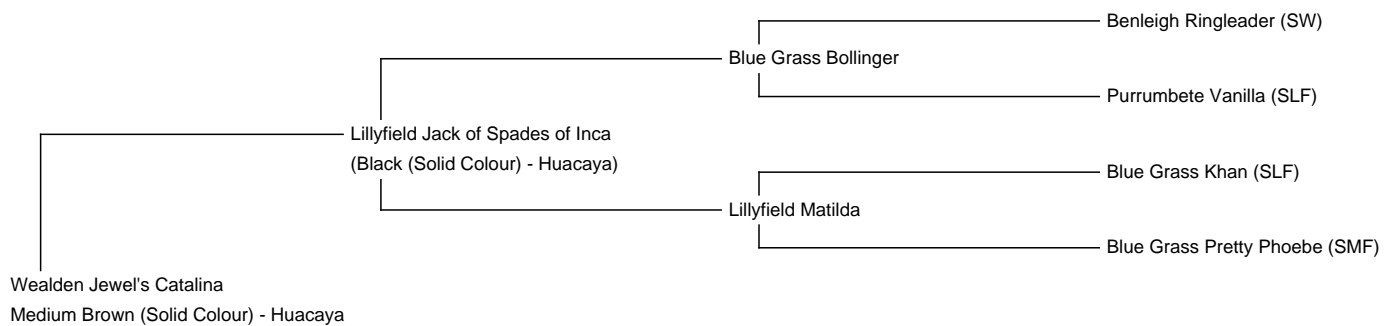 Benleigh Ringleader (SW)
Blue Grass Bollinger
Purrumbete Vanilla (SLF)
Lillyfield Jack of Spades of Inca
(Black (Solid Colour) - Huacaya)
Blue Grass Khan (SLF)
Lillyfield Matilda
Blue Grass Pretty Phoebe (SMF)
Wealden Jewel's Catalina
Medium Brown (Solid Colour) - Huacaya